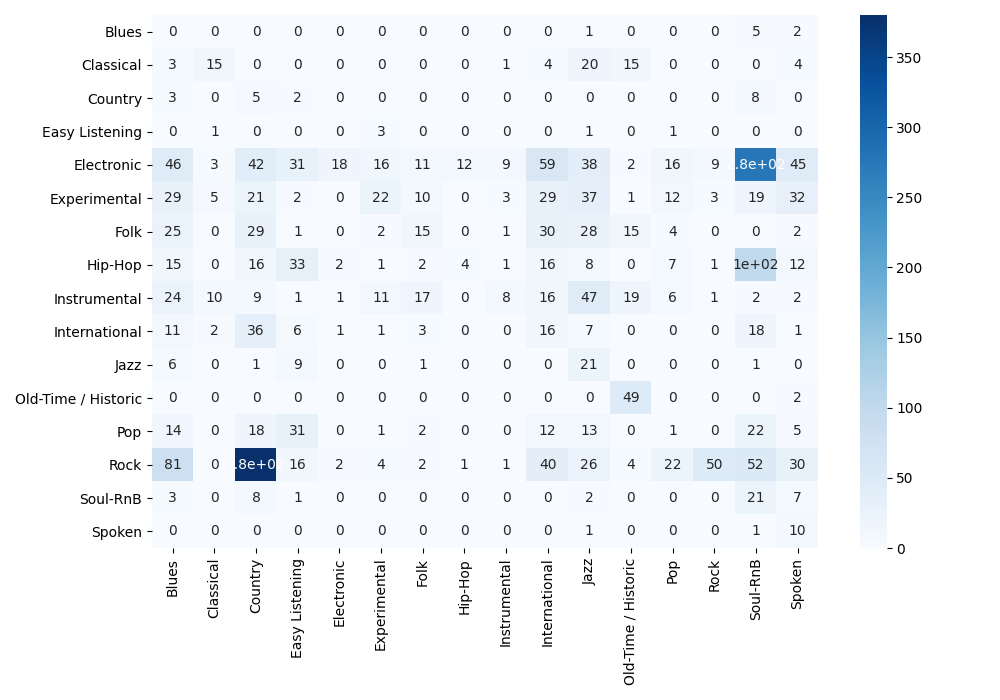 Blues 0 0 0 0 0 0 0 0 0 0 1 0 0 0 5 2
Classical 3 15 0 0 0 0 0 0 1 4 20 15 0 0 0 4
Country 3 0 5 2 0 0 0 0 0 0 0 0 0 0 8 0
Easy Listening 0 1 0 0 0 3 0 0 0 0 1 0 1 0 0 0
Electronic 46 3 42 31 18 16 11 12 9 59 38 2 16 9 .8e+02 45
Experimental 29 5 21 2 0 22 10 0 3 29 37 1 12 3 19 32
Folk 25 0 29 1 0 2 15 0 1 30 28 15 4 0 0 2
Hip-Hop 15 0 16 33 2 1 2 4 1 16 8 0 7 1 1e+02 12
Instrumental 24 10 9 1 1 11 17 0 8 16 47 19 6 1 2 2
International 11 2 36 6 1 1 3 0 0 16 7 0 0 0 18 1
Jazz 6 0 1 9 0 0 1 0 0 0 21 0 0 0 1 0
Old-Time / Historic 0 0 0 0 0 0 0 0 0 0 0 49 0 0 0 2
Pop 14 0 18 31 0 1 2 0 0 12 13 0 1 0 22 5
Rock 81 0 .8e+0 16 2 4 2 1 1 40 26 4 22 50 52 30
Soul-RnB 3 0 8 1 0 0 0 0 0 0 2 0 0 0 21 7
Spoken 0 0 0 0 0 0 0 0 0 0 1 0 0 0 1 10
Blues Classical Country Easy Listening Electronic Experimental Folk Hip-Hop Instrumental International Jazz Old-Time / Historic Pop Rock Soul-RnB Spoken
350
300
250
200
150
100
50
0